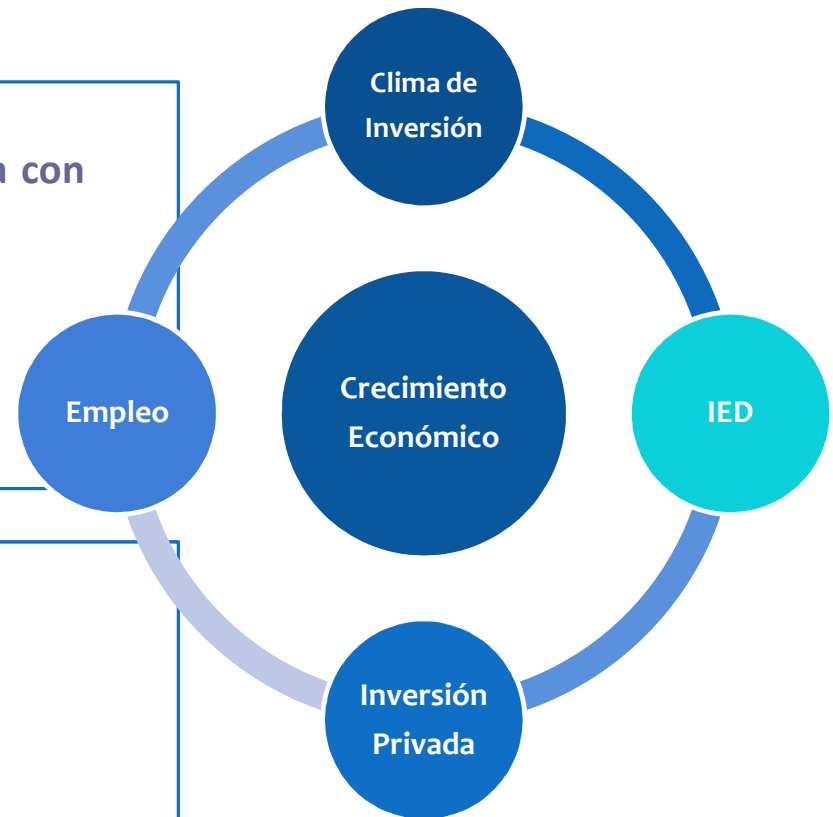 Clima de
Inversión
a con
Empleo
Crecimiento
Económico
IED
Inversión
Privada